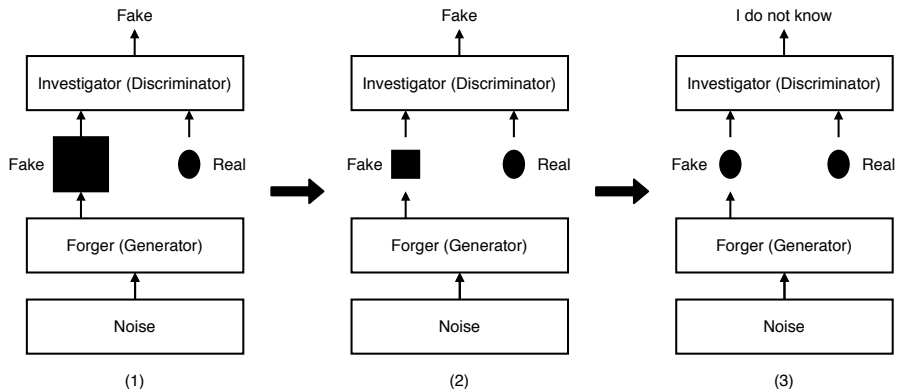 Fake
Fake
I do not know
Investigator (Discriminator)
Investigator (Discriminator)
Investigator (Discriminator)
Fake
Real
Fake
Real
Fake
Real
Forger (Generator)
Forger (Generator)
Forger (Generator)
Noise
Noise
Noise
(1)
(2)
(3)